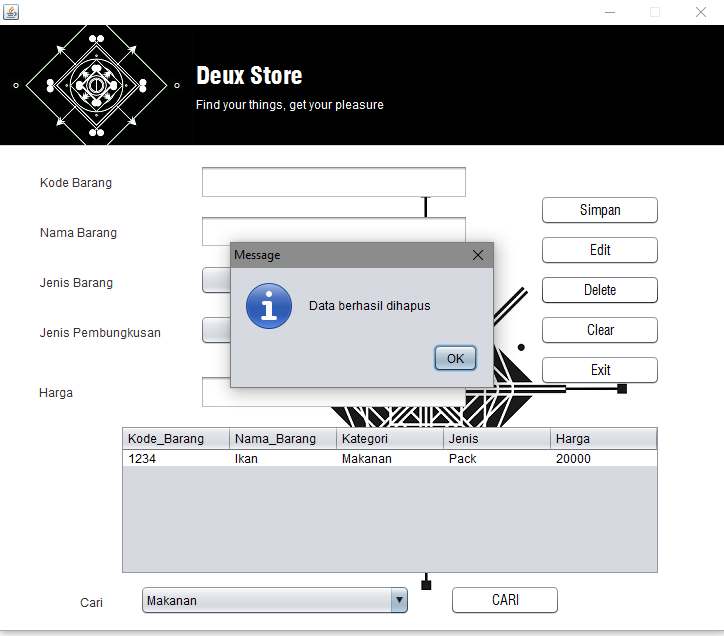 Deux Store
Find your things, get your pleasure
Kode Barang
Simpan
Nama Barang
Edit
Message
Jenis Barang
Delete
Data berhasil dihapus
Jenis Pembungkusan
Clear
OK
Exit
Harga
Kode_Barang Nama_Barang Kategori Jenis Harga
1234 Ikan Makanan Pack 20000
Cari Makanan CARI